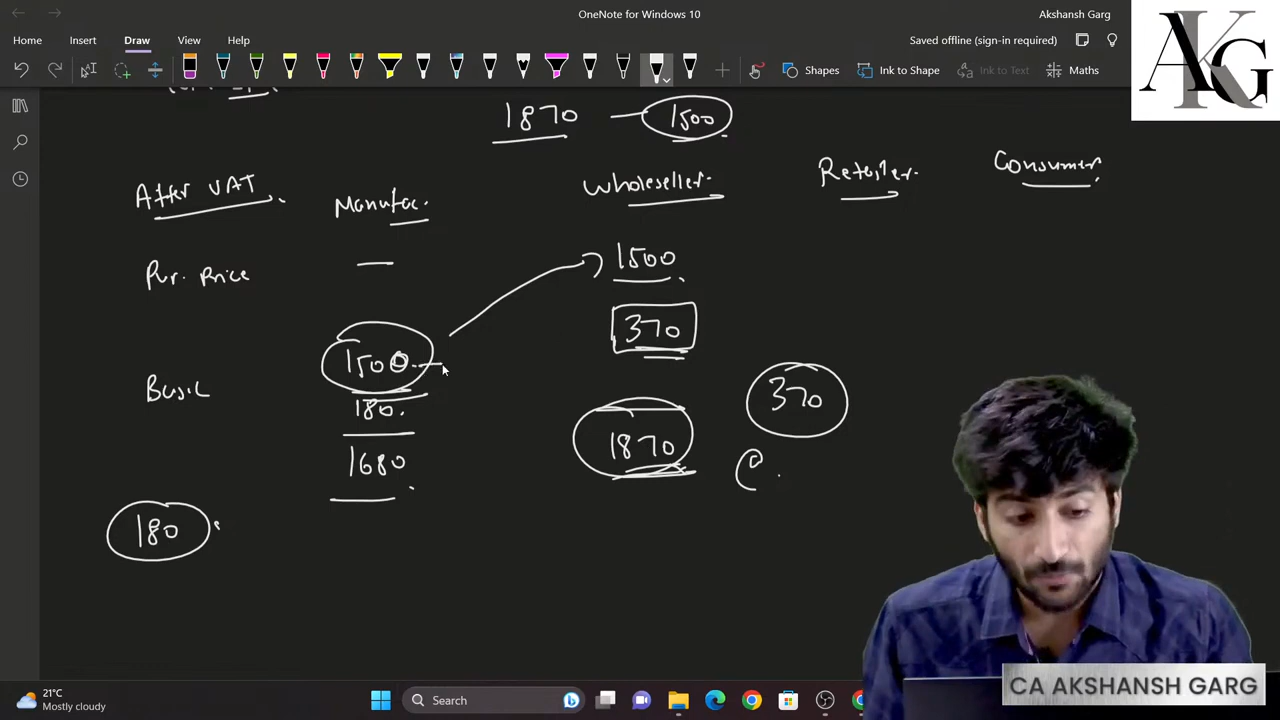 OneNote for Windows 10
Akshansh Garg
Home Insert Draw View Help
Saved offline (sign-in required)
Shapes Ink to Shape Ink to Text Maths
AKG
1870 — 1500
After VAT. Manufac. Wholeseller. Retailer. Consumer.
Pur. Price — 1500
370
Basic 1500 370
180.
1870
1680
180
21°C
Mostly cloudy
Search
CA AKSHANSH GARG